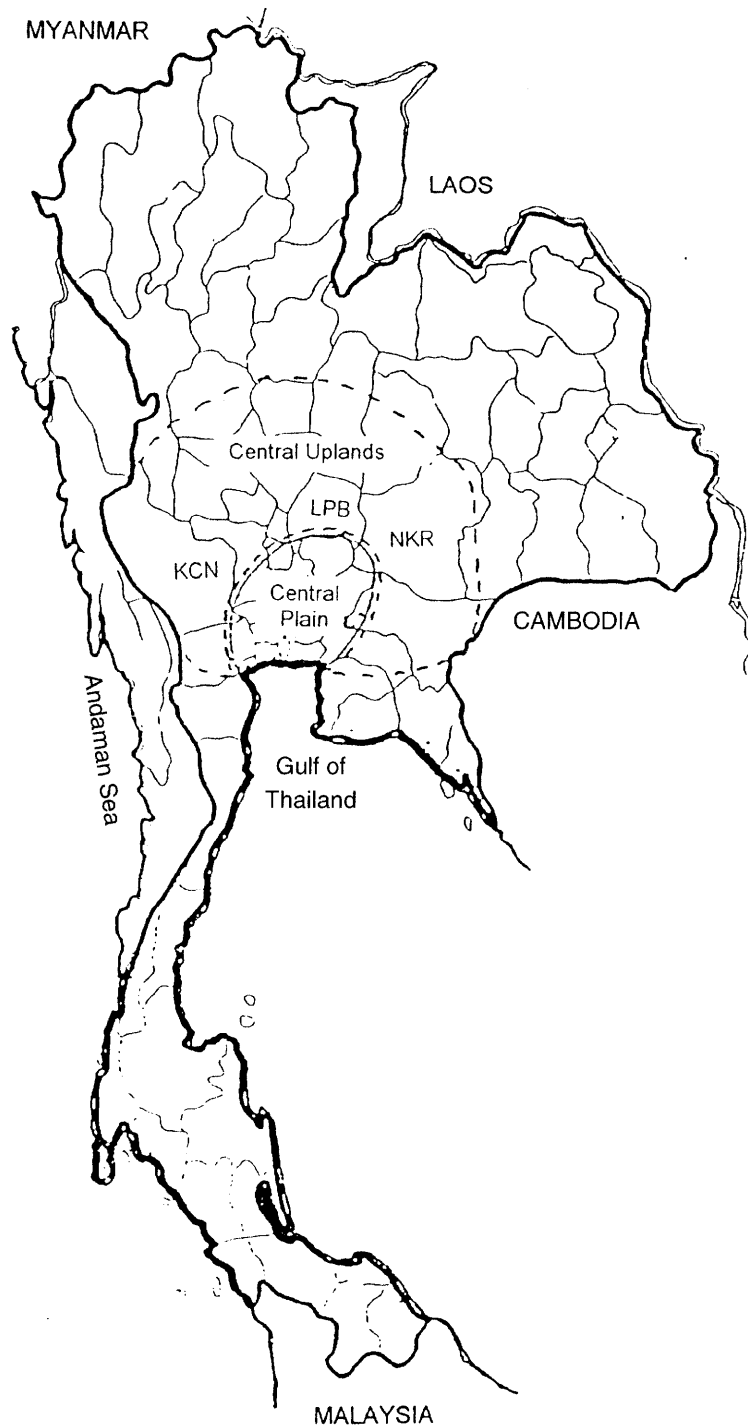 MYANMAR
LAOS
Central Uplands
LPB
NKR
KCN
Central
Plain
CAMBODIA
Andaman Sea
Gulf of
Thailand
MALAYSIA